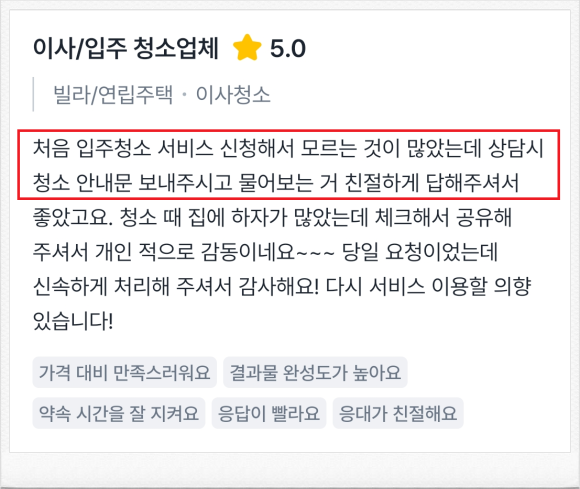 이사/입주 청소업체 5.0
빌라/연립주택 · 이사청소
처음 입주청소 서비스 신청해서 모르는 것이 많았는데 상담시
청소 안내문 보내주시고 물어보는 거 친절하게 답해주셔서
좋았고요. 청소 때 집에 하자가 많았는데 체크해서 공유해
주셔서 개인 적으로 감동이네요~~~ 당일 요청이었는데
신속하게 처리해 주셔서 감사해요! 다시 서비스 이용할 의향
있습니다!
가격 대비 만족스러워요 결과물 완성도가 높아요
약속 시간을 잘 지켜요 응답이 빨라요 응대가 친절해요